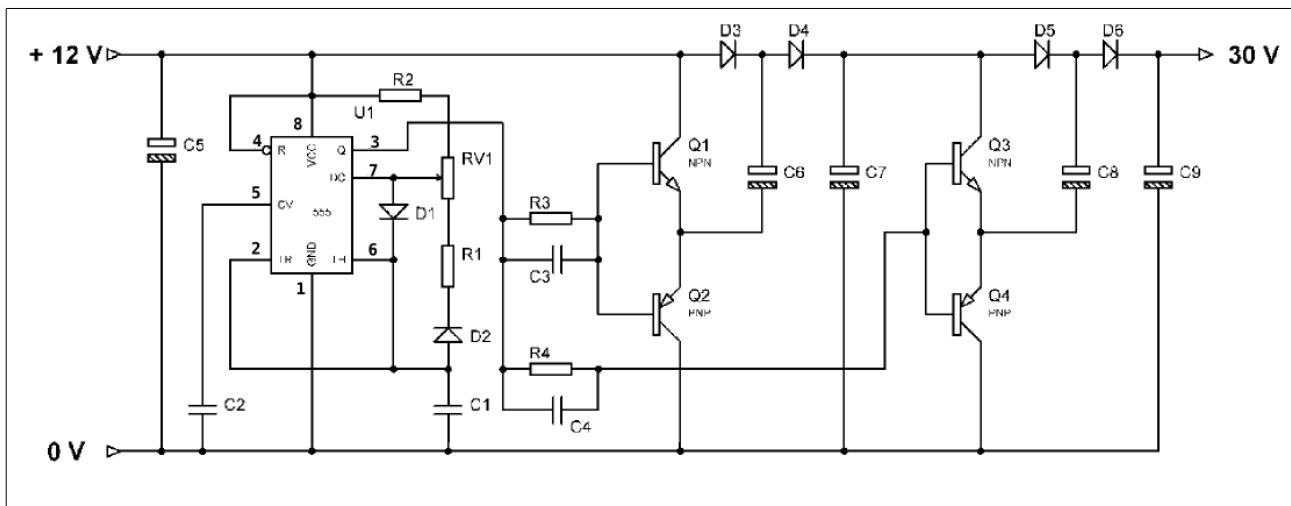 D3 D4 D5 D6
+ 12 V 30 V
R2
U1
8
4 3
R VCC Q
C5 RV1 Q1 Q3
NPN NPN
DC 7
5 C6 C7 C8 C9
CV 555 D1 R3
2 GND 6 R1
TR TH
C3
1 Q2 Q4
PNP PNP
D2
R4
C2 C1
C4
0 V